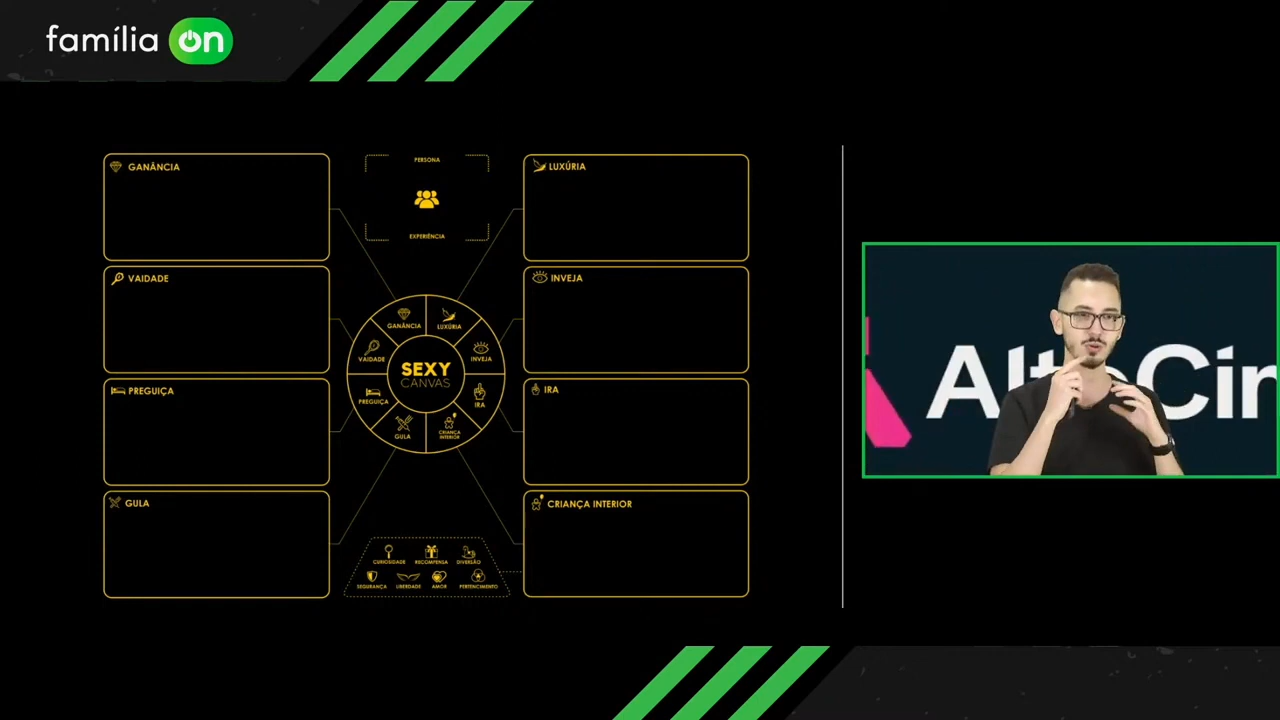 família on
GANÂNCIA
PERSONA
LUXÚRIA
EXPERIÊNCIA
VAIDADE
INVEJA
GANÂNCIA
LUXÚRIA
VAIDADE
INVEJA
SEXY
CANVAS
PREGUIÇA
IRA
PREGUIÇA
IRA
GULA
CRIANÇA
INTERIOR
GULA
CRIANÇA INTERIOR
CURIOSIDADE RECOMPENSA DIVERSÃO
SEGURANÇA LIBERDADE AMOR PERTENCIMENTO